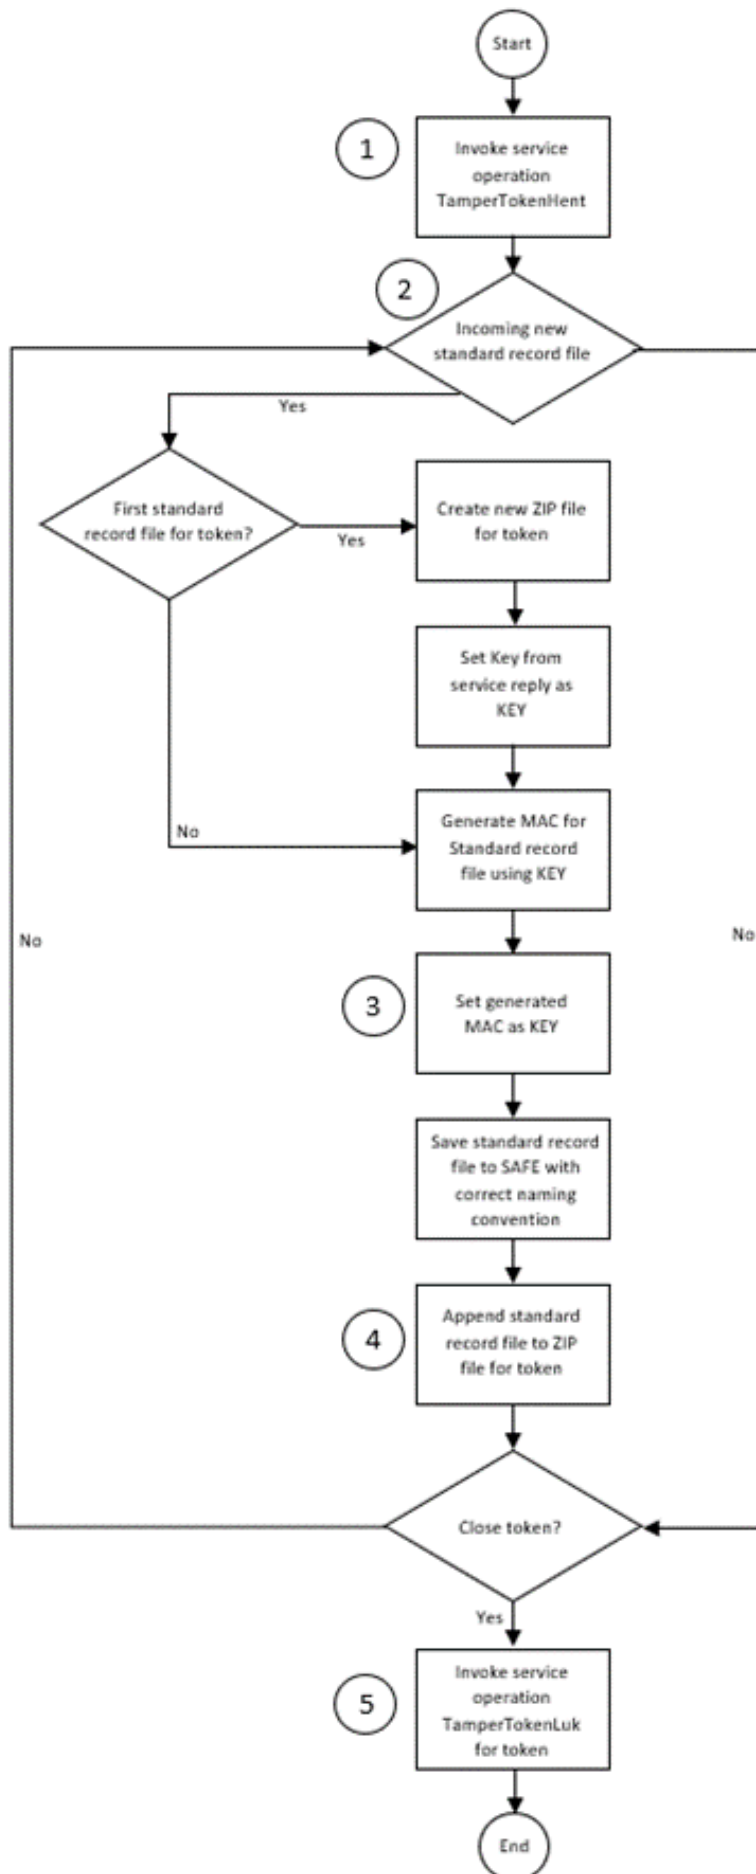 Start
1
Invoke service
operation
TamperTokenHent
2
Incoming new
standard record file
Yes
First standard
record file for token?
Yes
Create new ZIP file
for token
Set Key from
service reply as
KEY
No
Generate MAC for
Standard record
file using KEY
No
No
3
Set generated
MAC as KEY
Save standard record
file to SAFE with
correct naming
convention
4
Append standard
record file to ZIP
file for token
Close token?
Yes
5
Invoke service
operation
TamperTokenLuk
for token
End